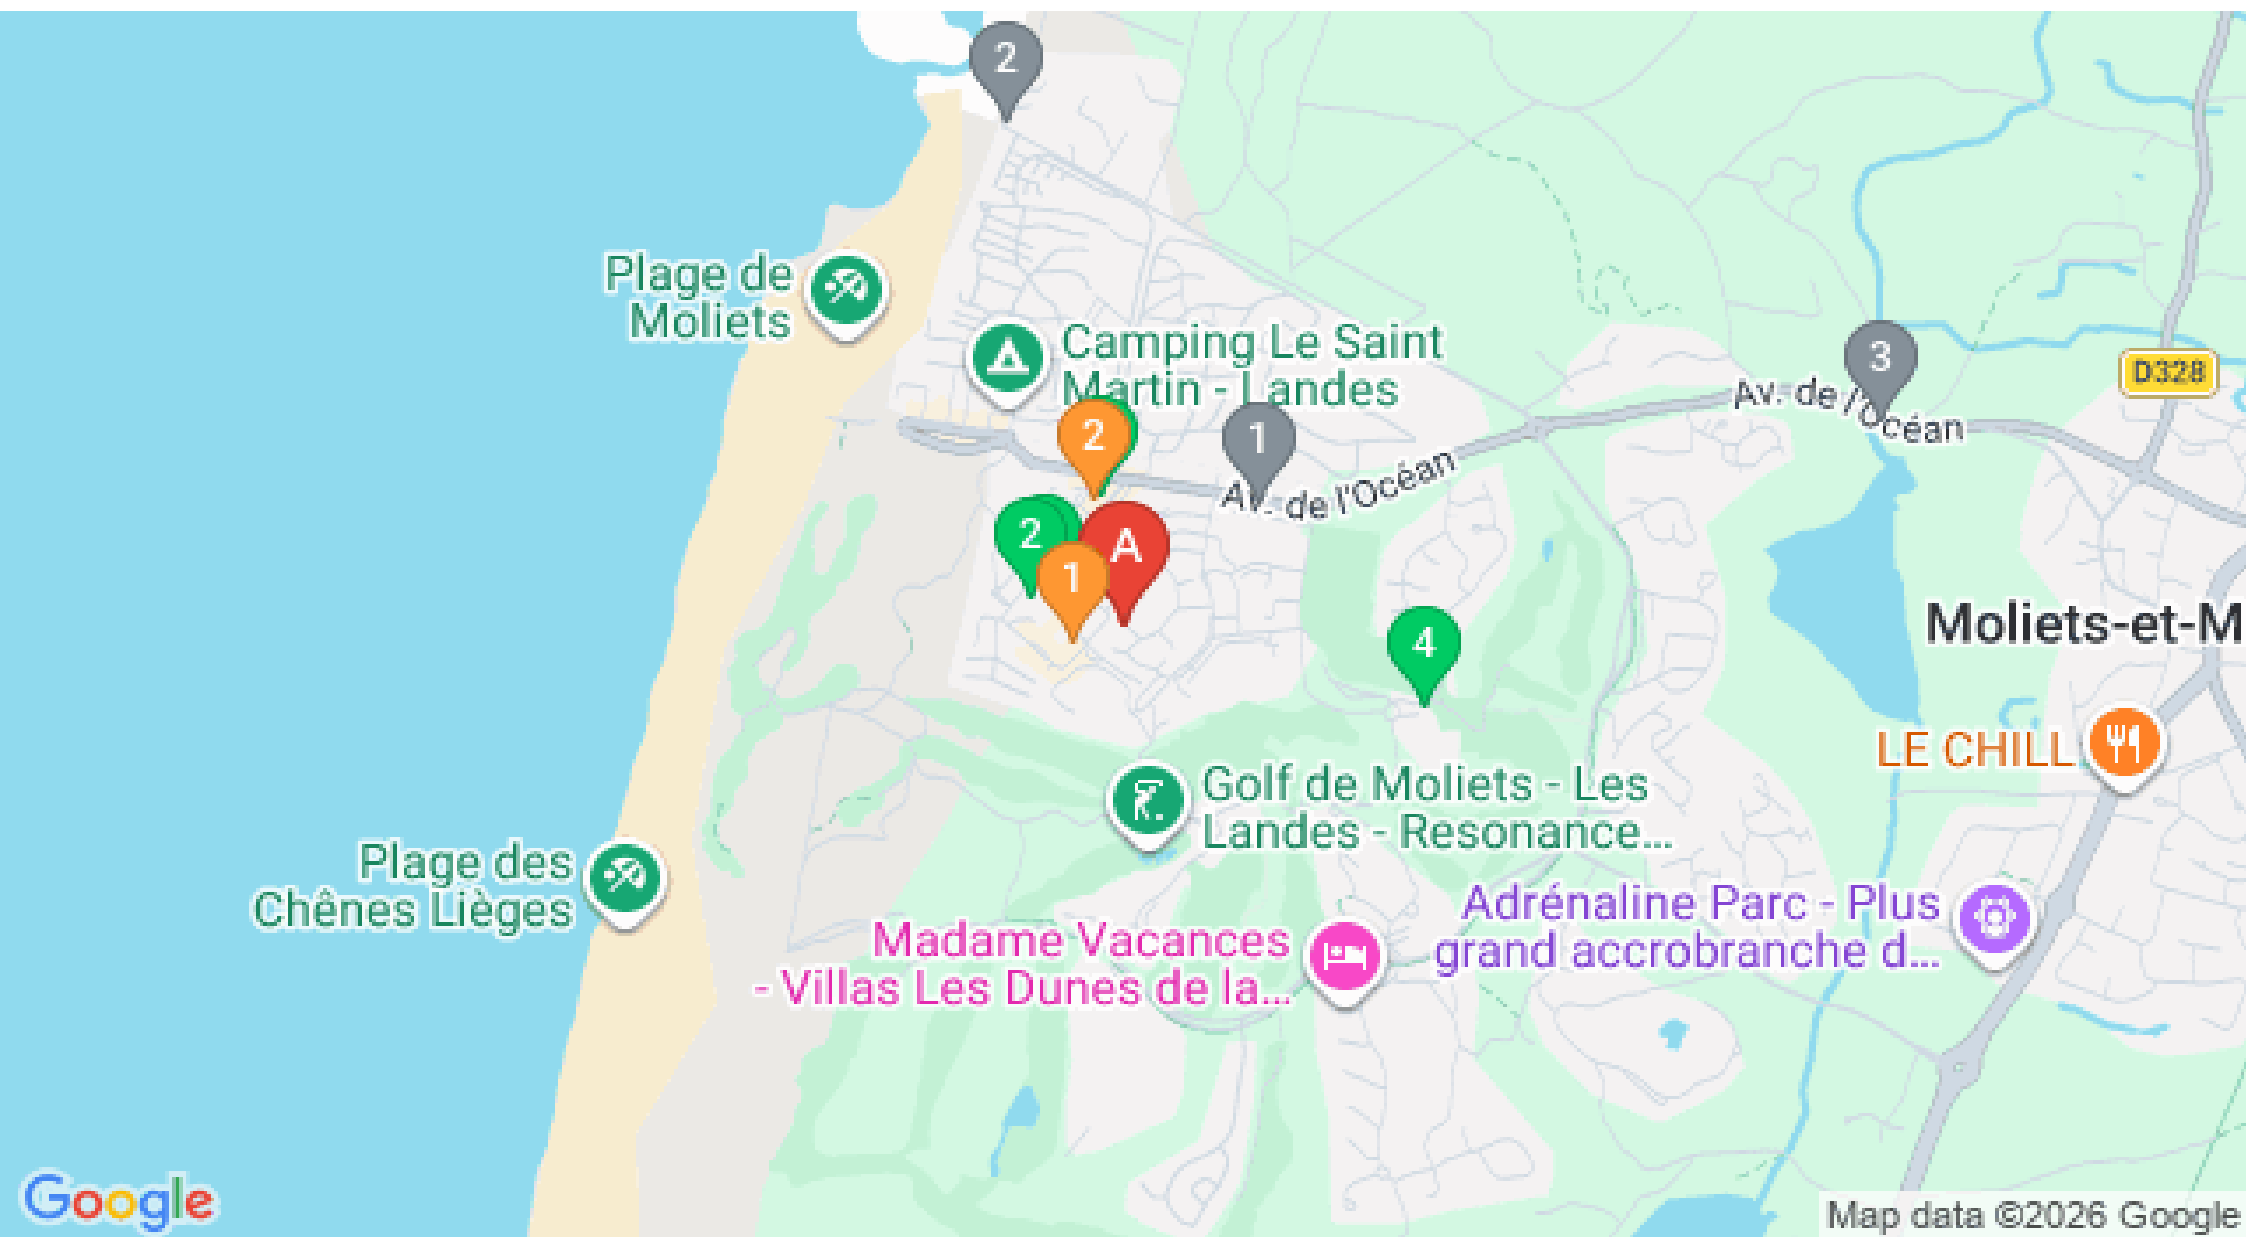 2
Plage de
Moliets
Camping Le Saint
Martin - Landes
3
D328
Av. de l'Océan
2
1
Av. de l'Océan
2
A
1
4
Moliets-et-M
LE CHILL
Golf de Moliets - Les
Landes - Resonance...
Plage des
Chênes Lièges
Adrénaline Parc - Plus
grand accrobranche d...
Madame Vacances
- Villas Les Dunes de la...
Google
Map data ©2026 Google